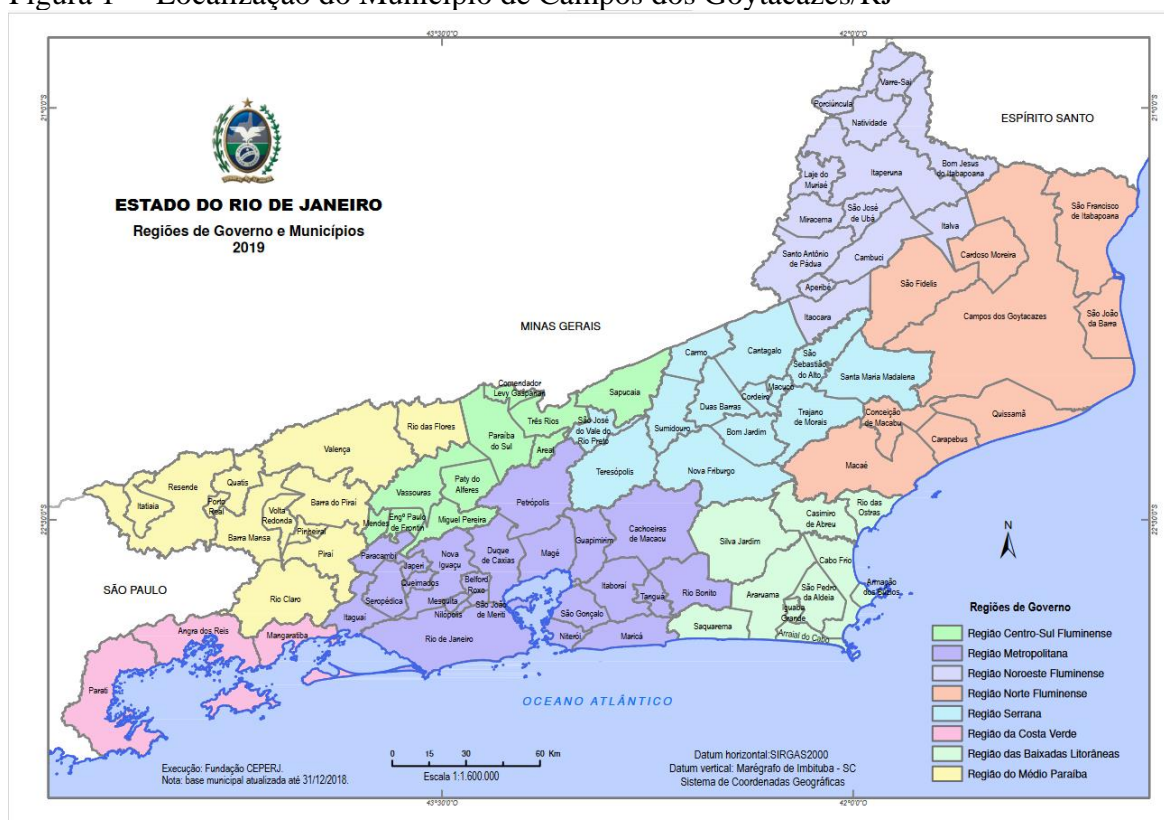 Figura 1 – Localização do Município de Campos dos Goytacazes/RJ
43°30'0"O
42°0'0"O
21°0'0"S
21°0'0"S
ESTADO DO RIO DE JANEIRO
Regiões de Governo e Municípios
2019
ESPÍRITO SANTO
MINAS GERAIS
SÃO PAULO
Varre-Sai
Porciúncula
Natividade
Bom Jesus
do Itabapoana
Laje do
Muriaé
Itaperuna
São Francisco
de Itabapoana
Miracema
São José
de Ubá
Italva
Santo Antônio
de Pádua
Cambuci
Cardoso Moreira
Aperibé
São Fidelis
Itaocara
Campos dos Goytacazes
São João
da Barra
Carmo
Cantagalo
São
Sebastião
do Alto
Santa Maria Madalena
Comendador
Levy Gasparian
Sapucaia
Macuco
Cordeiro
Duas Barras
Rio das Flores
Três Rios
São José
do Vale do
Rio Preto
Sumidouro
Trajano
de Morais
Conceição
de Macabu
Quissamã
Paraíba
do Sul
Areal
Bom Jardim
Carapebus
Valença
Teresópolis
Nova Friburgo
Macaé
Resende
Quatis
Vassouras
Paty do
Alferes
Petrópolis
Itatiaia
Porto
Real
Barra do Piraí
Rio das
Ostras
Volta
Redonda
Mendes
Engº Paulo
de Frontin
Miguel Pereira
Cachoeiras
de Macacu
Casimiro
de Abreu
Barra Mansa
Pinheiral
Piraí
Paracambi
Japeri
Nova
Iguaçu
Duque
de Caxias
Magé
Guapimirim
Silva Jardim
Cabo Frio
Queimados
Belford
Roxo
Seropédica
Mesquita
Nilópolis
São João
de Meriti
Itaboraí
Tanguá
Rio Bonito
Araruama
São Pedro
da Aldeia
Armação
dos Búzios
Rio Claro
Itaguaí
São Gonçalo
Iguaba
Grande
Angra dos Reis
Mangaratiba
Rio de Janeiro
Niterói
Maricá
Saquarema
Arraial do Cabo
Parati
22°30'0"S
22°30'0"S
N
OCEANO ATLÂNTICO
Regiões de Governo
Região Centro-Sul Fluminense
Região Metropolitana
Região Noroeste Fluminense
Região Norte Fluminense
Região Serrana
Região da Costa Verde
Região das Baixadas Litorâneas
Região do Médio Paraíba
0 15 30 60 Km
Escala 1:1.600.000
Execução: Fundação CEPERJ.
Nota: base municipal atualizada até 31/12/2018.
Datum horizontal:SIRGAS2000
Datum vertical: Marégrafo de Imbituba - SC
Sistema de Coordenadas Geográficas
43°30'0"O
42°0'0"O